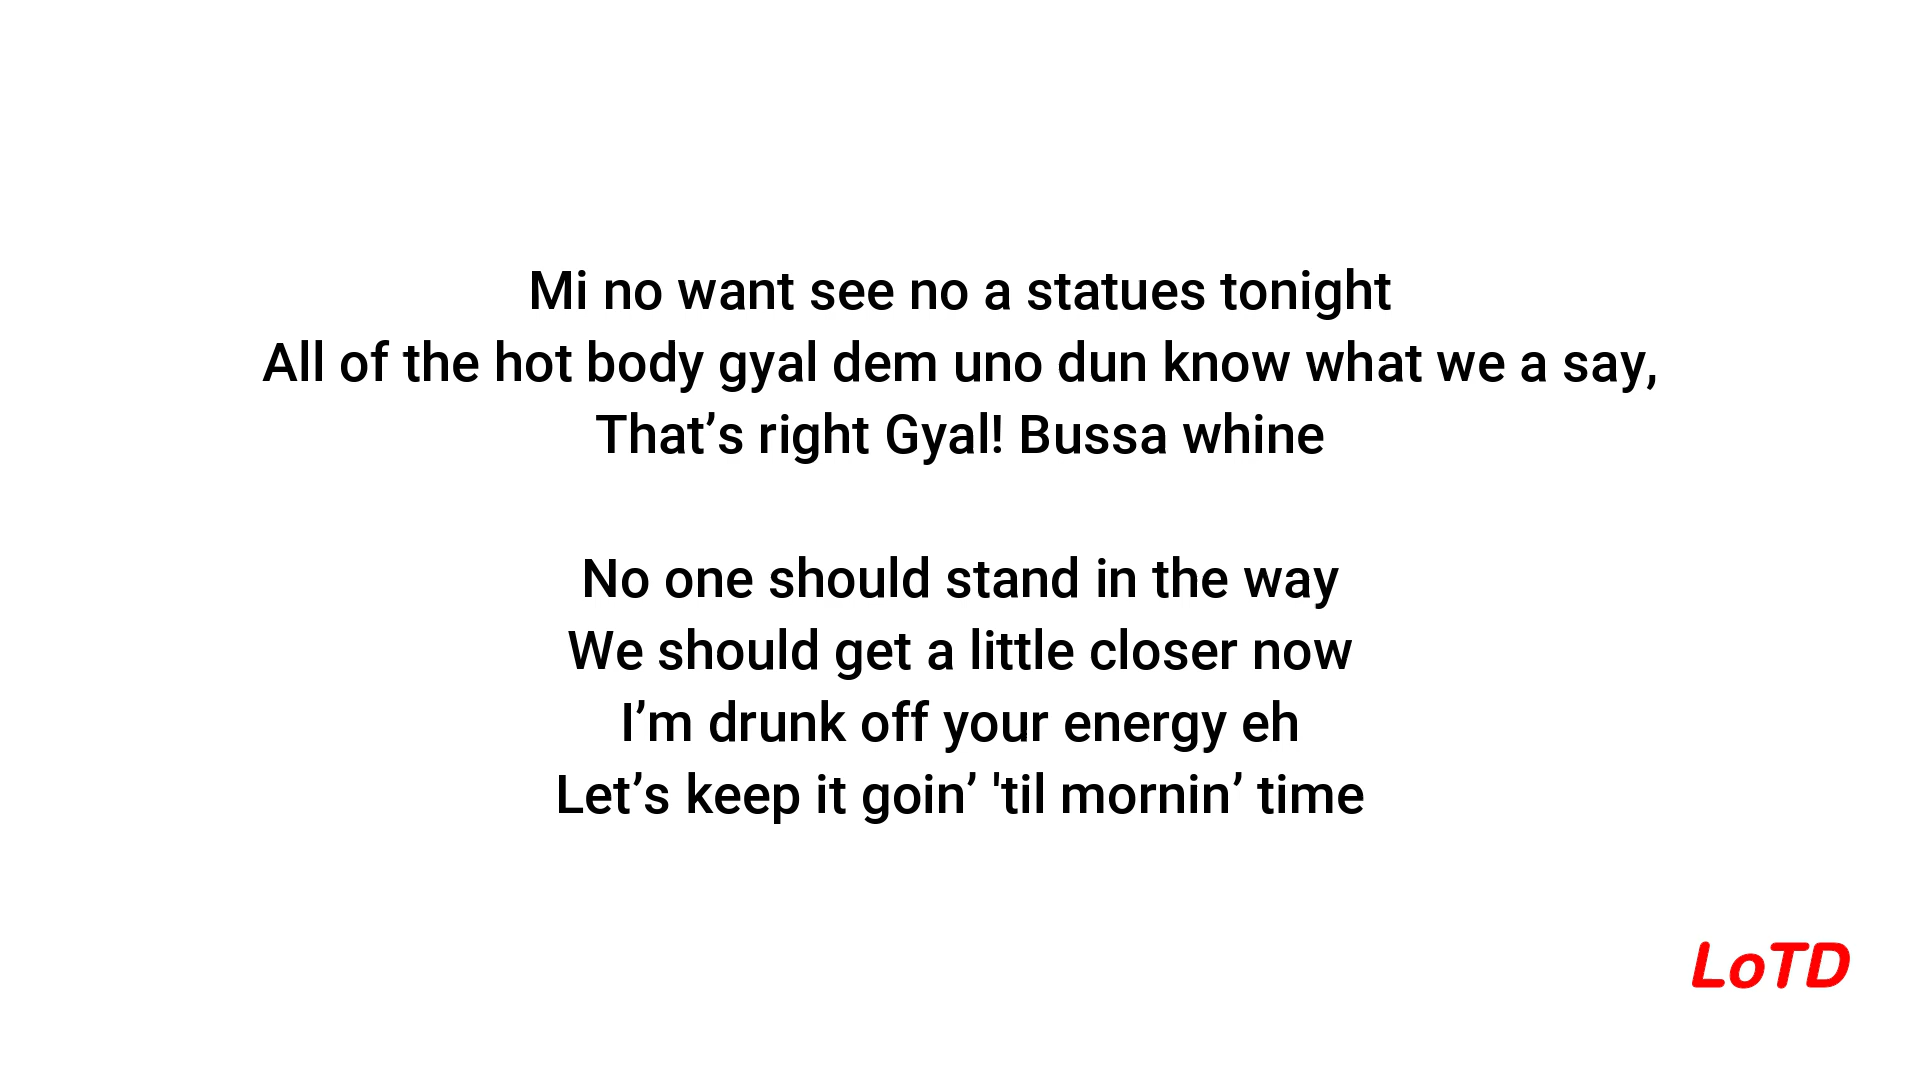 Mi no want see no a statues tonight
All of the hot body gyal dem uno dun know what we a say,
That’s right Gyal! Bussa whine
No one should stand in the way
We should get a little closer now
I’m drunk off your energy eh
Let’s keep it goin’ 'til mornin’ time
LoTD